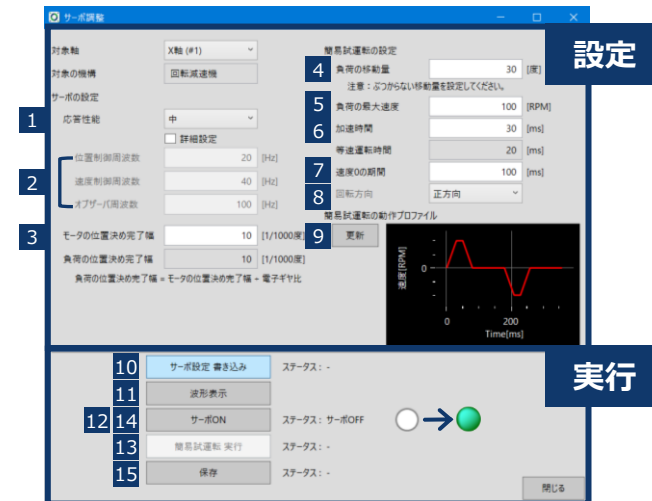 サーボ調整
設定
対象軸 X軸 (#1)
対象の機構 回転減速機
サーボの設定
1 応答性能 中
詳細設定
2
位置制御周波数 20 [Hz]
速度制御周波数 40 [Hz]
オブザーバ周波数 100 [Hz]
3 モータの位置決め完了幅 10 [1/1000度]
負荷の位置決め完了幅 10 [1/1000度]
負荷の位置決め完了幅 = モータの位置決め完了幅 ÷ 電子ギヤ比
簡易試運転の設定
4 負荷の移動量 30 [度]
注意：ぶつからない移動量を設定してください。
5 負荷の最大速度 100 [RPM]
6 加速時間 30 [ms]
等速運転時間 20 [ms]
7 速度0の期間 100 [ms]
8 回転方向 正方向
簡易試運転の動作プロファイル
9 更新
速度[RPM]
0
0 200
Time[ms]
実行
10 サーボ設定 書き込み ステータス： -
11 波形表示
12 14 サーボON ステータス： サーボOFF
13 簡易試運転 実行 ステータス： -
15 保存 ステータス： -
閉じる